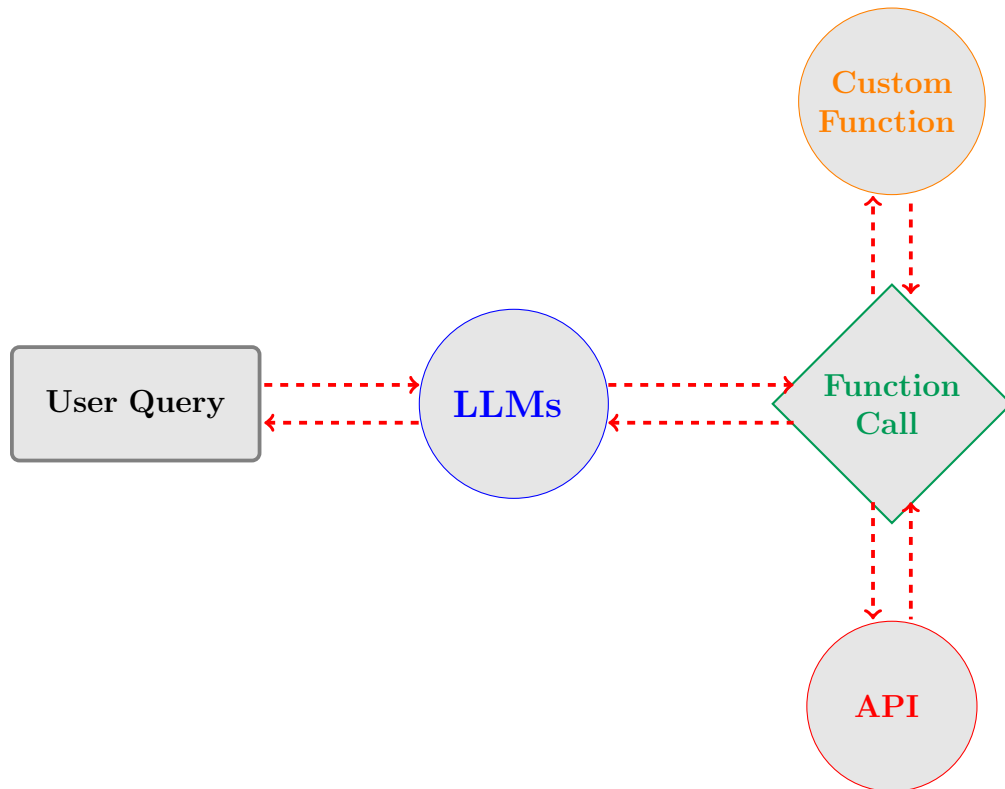 Custom
Function
User Query
LLMs
Function
Call
API